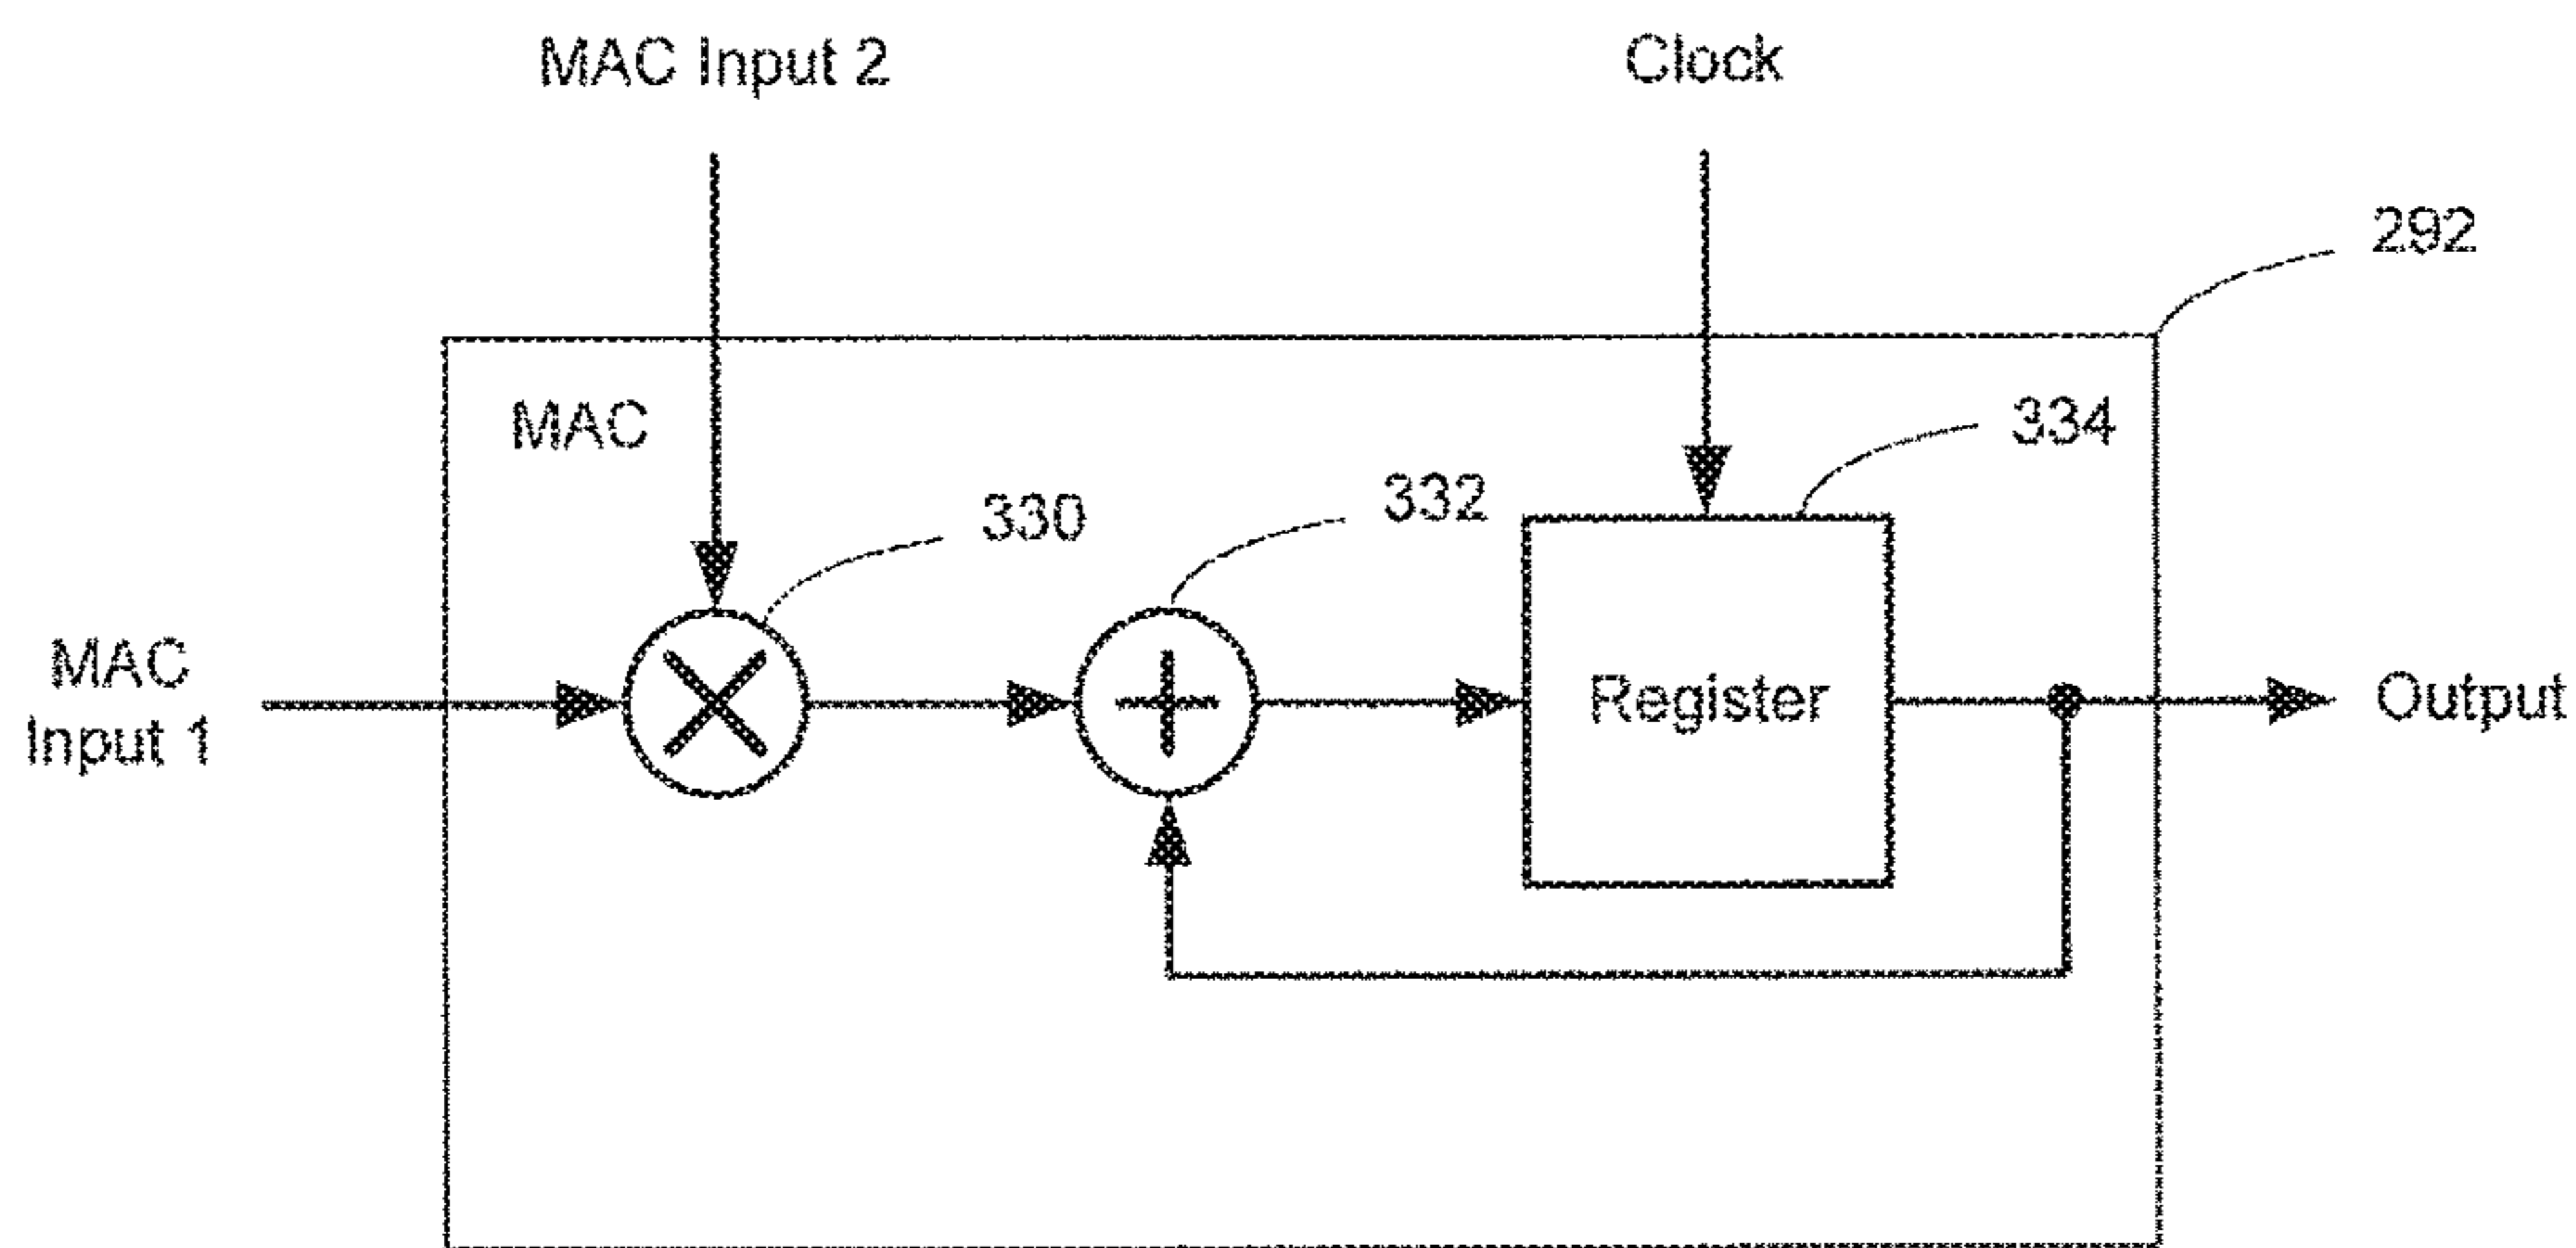 MAC Input 2
Clock
292
MAC
334
332
330
MAC
Input 1
Register
Output